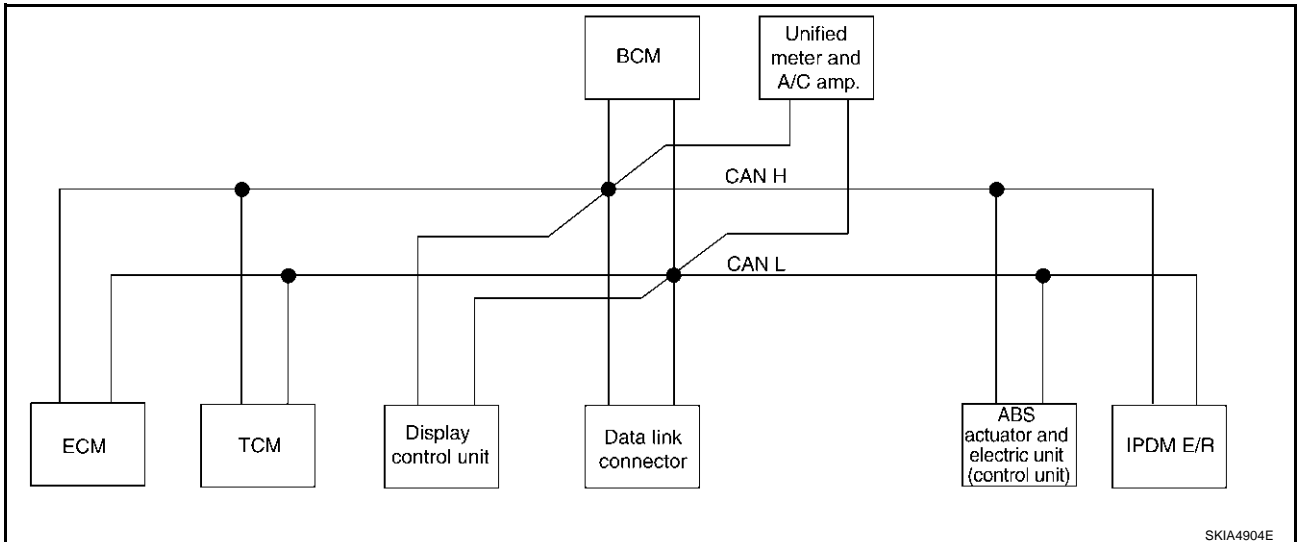 BCM
Unified
meter and
A/C amp.
CAN H
CAN L
ECM
TCM
Display
control unit
Data link
connector
ABS
actuator and
electric unit
(control unit)
IPDM E/R
SKIA4904E